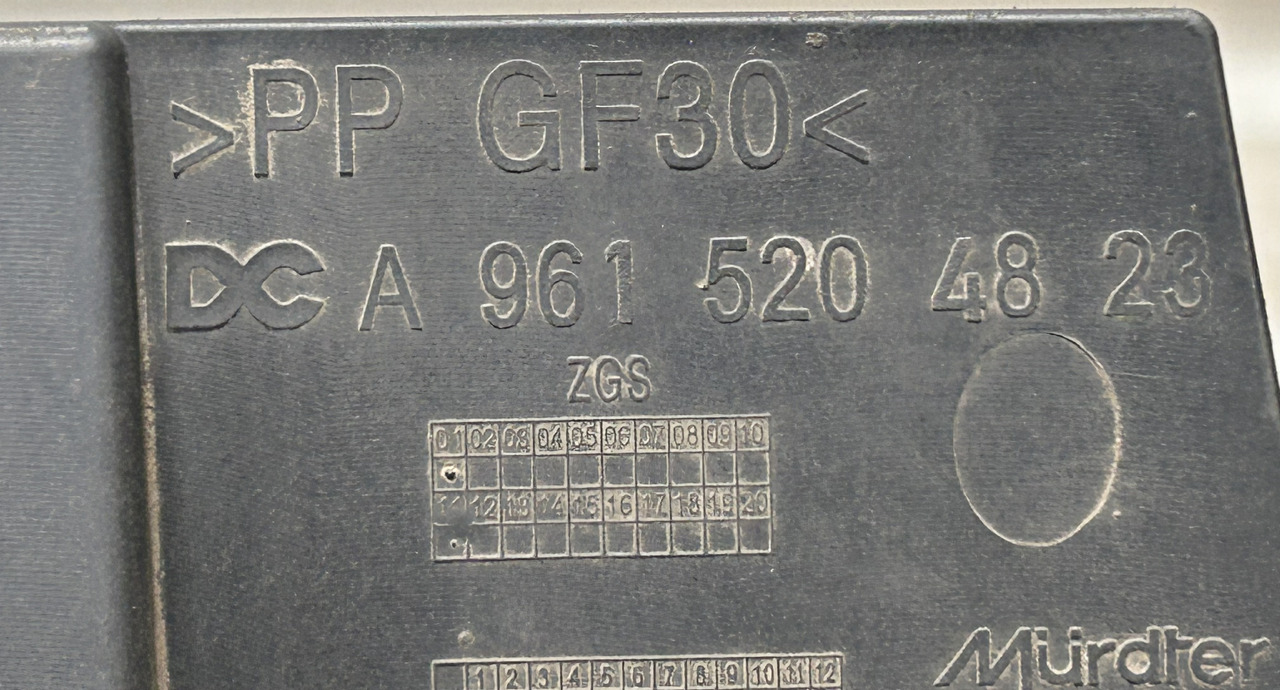 >PP GF30<
DC A 961 520 48 23
ZGS
01 02 03 04 05 06 07 08 09 10
11 12 13 14 15 16 17 18 19 20
Mürdter
1 2 3 4 5 6 7 8 9 10 11 12